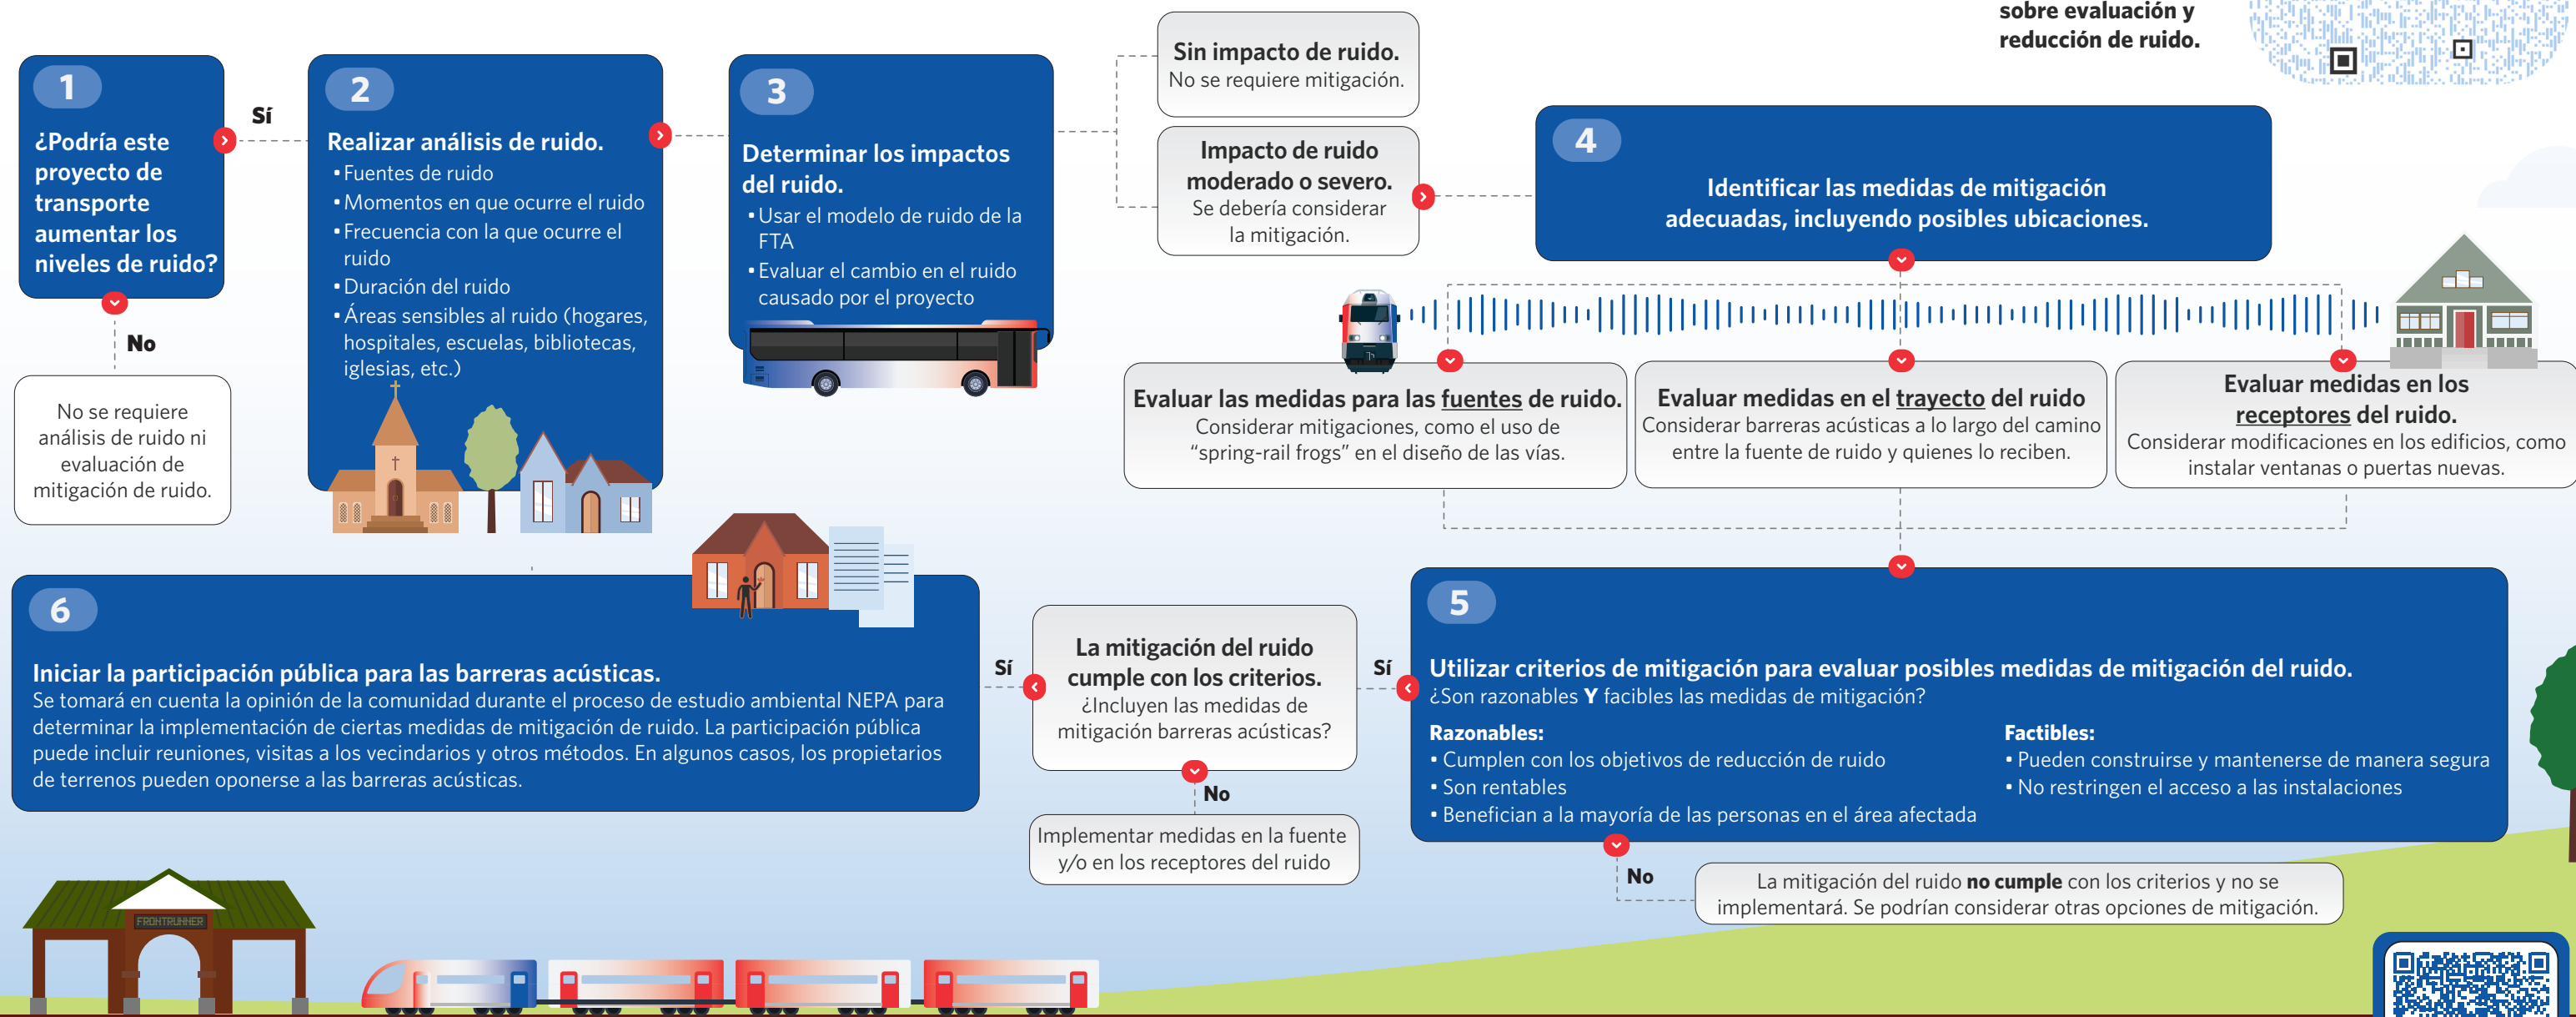 sobre evaluación y
reducción de ruido.
1
¿Podría este
proyecto de
transporte
aumentar los
niveles de ruido?
Sí
No
No se requiere
análisis de ruido ni
evaluación de
mitigación de ruido.
2
Realizar análisis de ruido.
▪ Fuentes de ruido
▪ Momentos en que ocurre el ruido
▪ Frecuencia con la que ocurre el
ruido
▪ Duración del ruido
▪ Áreas sensibles al ruido (hogares,
hospitales, escuelas, bibliotecas,
iglesias, etc.)
3
Determinar los impactos
del ruido.
▪ Usar el modelo de ruido de la
FTA
▪ Evaluar el cambio en el ruido
causado por el proyecto
Sin impacto de ruido.
No se requiere mitigación.
Impacto de ruido
moderado o severo.
Se debería considerar
la mitigación.
4
Identificar las medidas de mitigación
adecuadas, incluyendo posibles ubicaciones.
Evaluar las medidas para las fuentes de ruido.
Considerar mitigaciones, como el uso de
“spring-rail frogs” en el diseño de las vías.
Evaluar medidas en el trayecto del ruido
Considerar barreras acústicas a lo largo del camino
entre la fuente de ruido y quienes lo reciben.
Evaluar medidas en los
receptores del ruido.
Considerar modificaciones en los edificios, como
instalar ventanas o puertas nuevas.
5
Utilizar criterios de mitigación para evaluar posibles medidas de mitigación del ruido.
¿Son razonables Y facibles las medidas de mitigación?
Razonables:
• Cumplen con los objetivos de reducción de ruido
• Son rentables
• Benefician a la mayoría de las personas en el área afectada
Factibles:
• Pueden construirse y mantenerse de manera segura
• No restringen el acceso a las instalaciones
No
La mitigación del ruido no cumple con los criterios y no se
implementará. Se podrían considerar otras opciones de mitigación.
Sí
La mitigación del ruido
cumple con los criterios.
¿Incluyen las medidas de
mitigación barreras acústicas?
No
Implementar medidas en la fuente
y/o en los receptores del ruido
Sí
6
Iniciar la participación pública para las barreras acústicas.
Se tomará en cuenta la opinión de la comunidad durante el proceso de estudio ambiental NEPA para
determinar la implementación de ciertas medidas de mitigación de ruido. La participación pública
puede incluir reuniones, visitas a los vecindarios y otros métodos. En algunos casos, los propietarios
de terrenos pueden oponerse a las barreras acústicas.
FRONTRUNNER